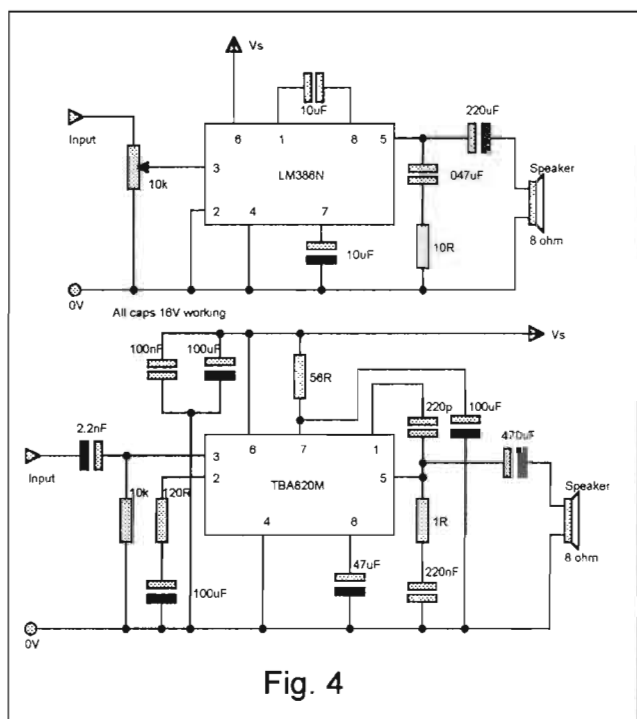 Vs
10uF
220uF
Input
6 1 8 5
Speaker
10k
3
LM386N
047uF
2 4 7
8 ohm
10uF
10R
0V
All caps 16V working
Vs
100nF
100uF
56R
220p
100uF
2.2nF
470uF
6 7 1
Input
3
Speaker
10k
120R
2
TBA820M
5
1R
4 8
8 ohm
100uF
47uF
220nF
0V
Fig. 4